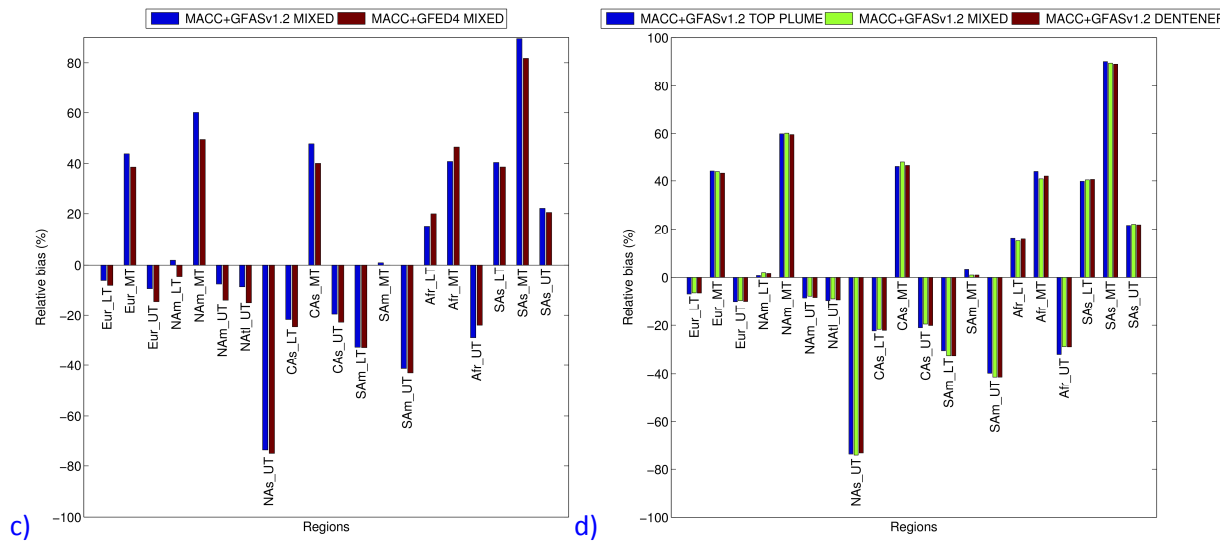 MACC+GFASv1.2 MIXED MACC+GFED4 MIXED
80
60
40
20
0
−20
−40
−60
−80
−100
Relative bias (%)
Eur_LT
Eur_MT
Eur_UT
NAm_LT
NAm_MT
NAm_UT
NAtl_UT
NAs_UT
CAs_LT
CAs_MT
CAs_UT
SAm_LT
SAm_MT
SAm_UT
Afr_LT
Afr_MT
Afr_UT
SAs_LT
SAs_MT
SAs_UT
Regions
c)
MACC+GFASv1.2 TOP PLUME MACC+GFASv1.2 MIXED MACC+GFASv1.2 DENTENER
100
80
60
40
20
0
−20
−40
−60
−80
−100
Relative bias (%)
Eur_LT
Eur_MT
Eur_UT
NAm_LT
NAm_MT
NAm_UT
NAtl_UT
NAs_UT
CAs_LT
CAs_MT
CAs_UT
SAm_LT
SAm_MT
SAm_UT
Afr_LT
Afr_MT
Afr_UT
SAs_LT
SAs_MT
SAs_UT
Regions
d)